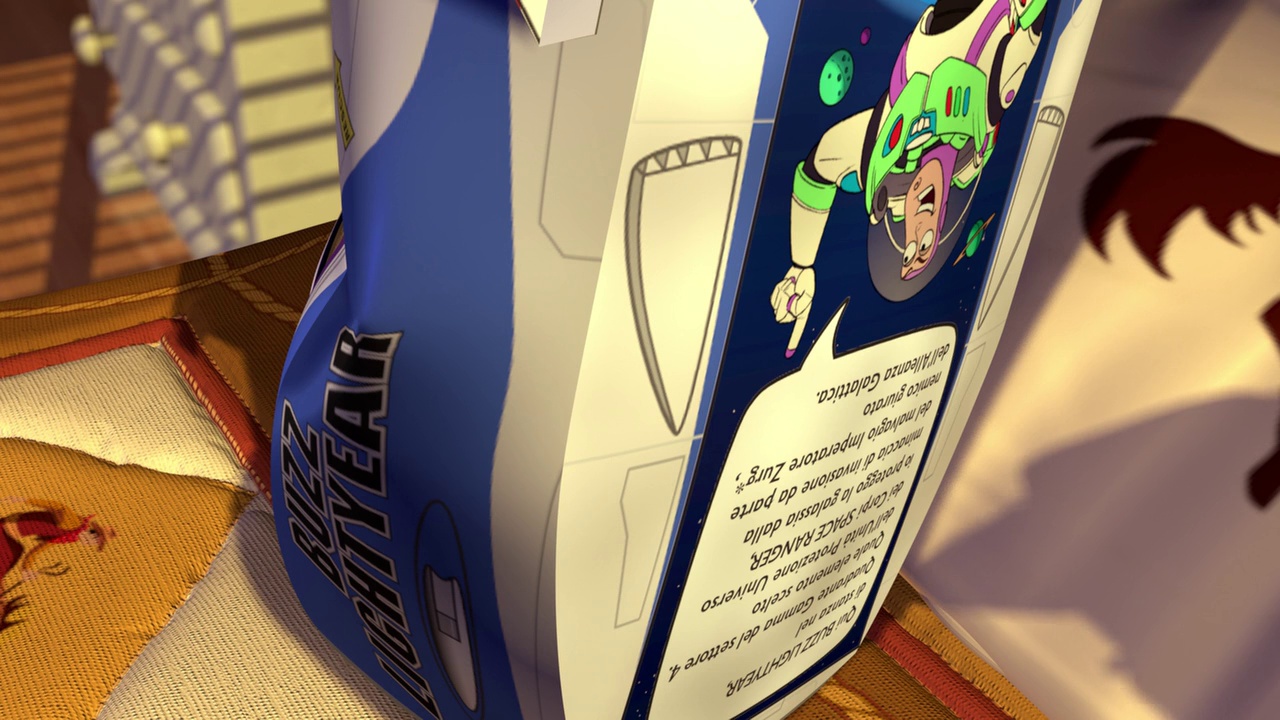 BUZZ
LIGHTYEAR
Qui BUZZ LIGHTYEAR,
di stanza nel
Quadrante Gamma del settore 4.
Quale elemento scelto
dell'Unità Protezione Universo
dei Corpi SPACE RANGER,
io proteggo la galassia dalla
minaccia di invasione da parte
del malvagio Imperatore Zurg*,
nemico giurato
dell'Alleanza Galattica.